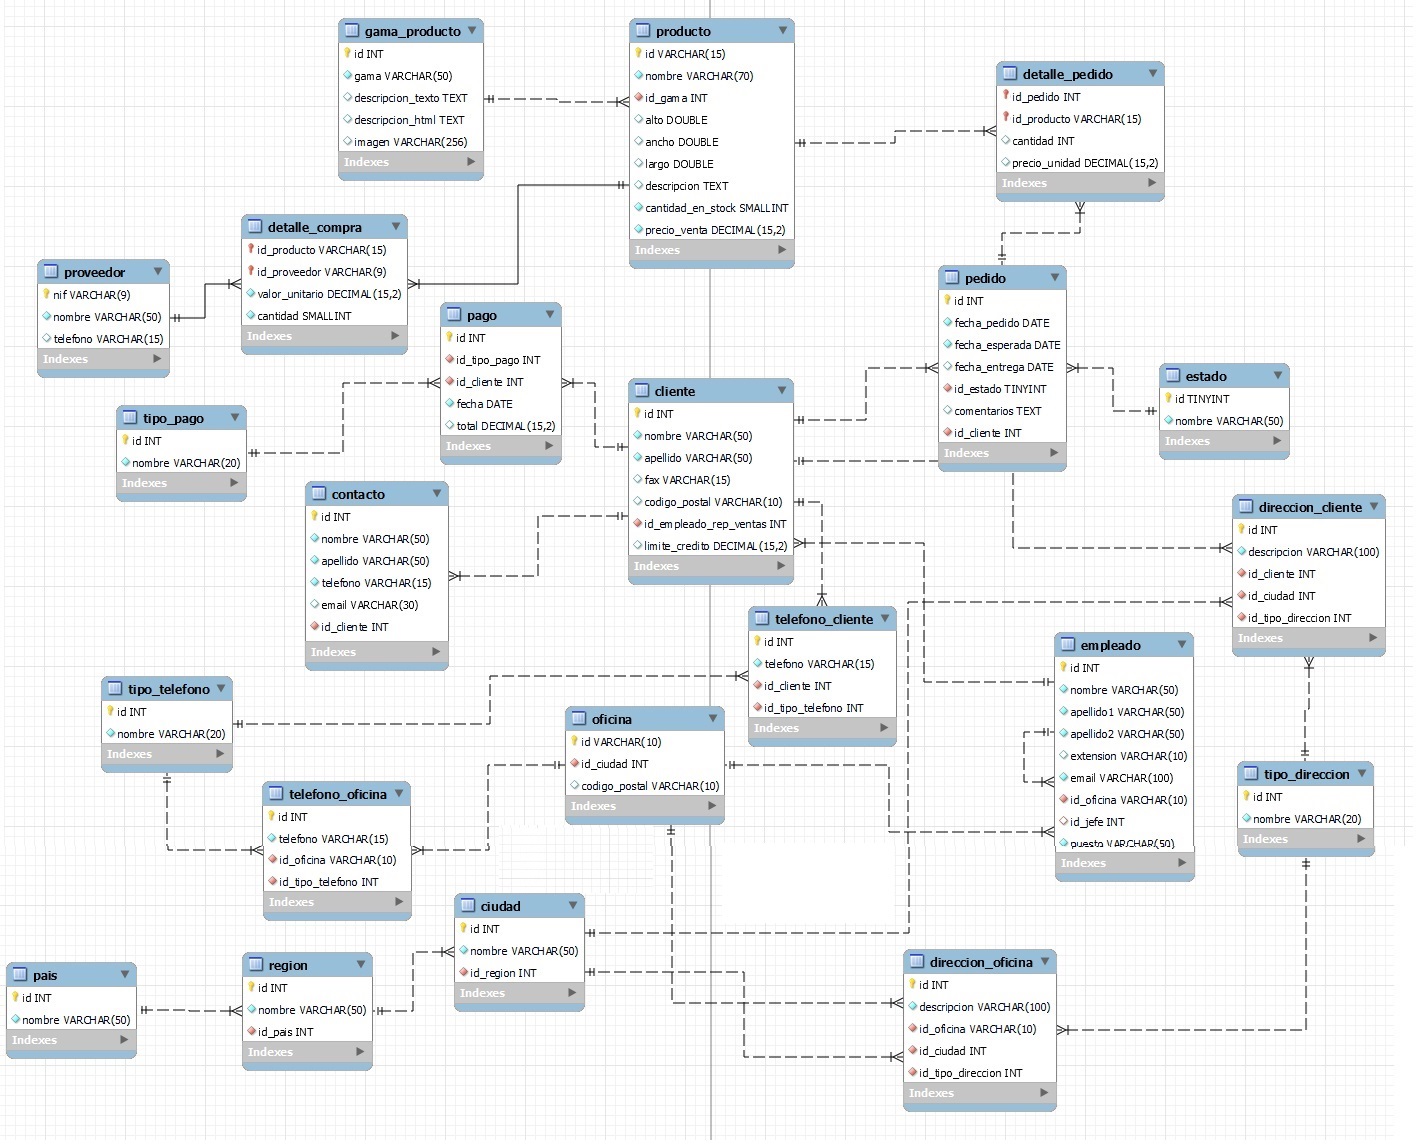 gama_producto
id INT
gama VARCHAR(50)
descripcion_texto TEXT
descripcion_html TEXT
imagen VARCHAR(256)
Indexes
producto
id VARCHAR(15)
nombre VARCHAR(70)
id_gama INT
alto DOUBLE
ancho DOUBLE
largo DOUBLE
descripcion TEXT
cantidad_en_stock SMALLINT
precio_venta DECIMAL(15,2)
Indexes
detalle_pedido
id_pedido INT
id_producto VARCHAR(15)
cantidad INT
precio_unidad DECIMAL(15,2)
Indexes
detalle_compra
id_producto VARCHAR(15)
id_proveedor VARCHAR(9)
valor_unitario DECIMAL(15,2)
cantidad SMALLINT
Indexes
proveedor
nif VARCHAR(9)
nombre VARCHAR(50)
telefono VARCHAR(15)
Indexes
pago
id INT
id_tipo_pago INT
id_cliente INT
fecha DATE
total DECIMAL(15,2)
Indexes
pedido
id INT
fecha_pedido DATE
fecha_esperada DATE
fecha_entrega DATE
id_estado TINYINT
comentarios TEXT
id_cliente INT
Indexes
estado
id TINYINT
nombre VARCHAR(50)
Indexes
tipo_pago
id INT
nombre VARCHAR(20)
Indexes
cliente
id INT
nombre VARCHAR(50)
apellido VARCHAR(50)
fax VARCHAR(15)
codigo_postal VARCHAR(10)
id_empleado_rep_ventas INT
limite_credito DECIMAL(15,2)
Indexes
contacto
id INT
nombre VARCHAR(50)
apellido VARCHAR(50)
telefono VARCHAR(15)
email VARCHAR(30)
id_cliente INT
Indexes
direccion_cliente
id INT
descripcion VARCHAR(100)
id_cliente INT
id_ciudad INT
id_tipo_direccion INT
Indexes
telefono_cliente
id INT
telefono VARCHAR(15)
id_cliente INT
id_tipo_telefono INT
Indexes
empleado
id INT
nombre VARCHAR(50)
apellido1 VARCHAR(50)
apellido2 VARCHAR(50)
extension VARCHAR(10)
email VARCHAR(100)
id_oficina VARCHAR(10)
id_jefe INT
puesto VARCHAR(50)
Indexes
tipo_telefono
id INT
nombre VARCHAR(20)
Indexes
oficina
id VARCHAR(10)
id_ciudad INT
codigo_postal VARCHAR(10)
Indexes
tipo_direccion
id INT
nombre VARCHAR(20)
Indexes
telefono_oficina
id INT
telefono VARCHAR(15)
id_oficina VARCHAR(10)
id_tipo_telefono INT
Indexes
ciudad
id INT
nombre VARCHAR(50)
id_region INT
Indexes
region
id INT
nombre VARCHAR(50)
id_pais INT
Indexes
pais
id INT
nombre VARCHAR(50)
Indexes
direccion_oficina
id INT
descripcion VARCHAR(100)
id_oficina VARCHAR(10)
id_ciudad INT
id_tipo_direccion INT
Indexes